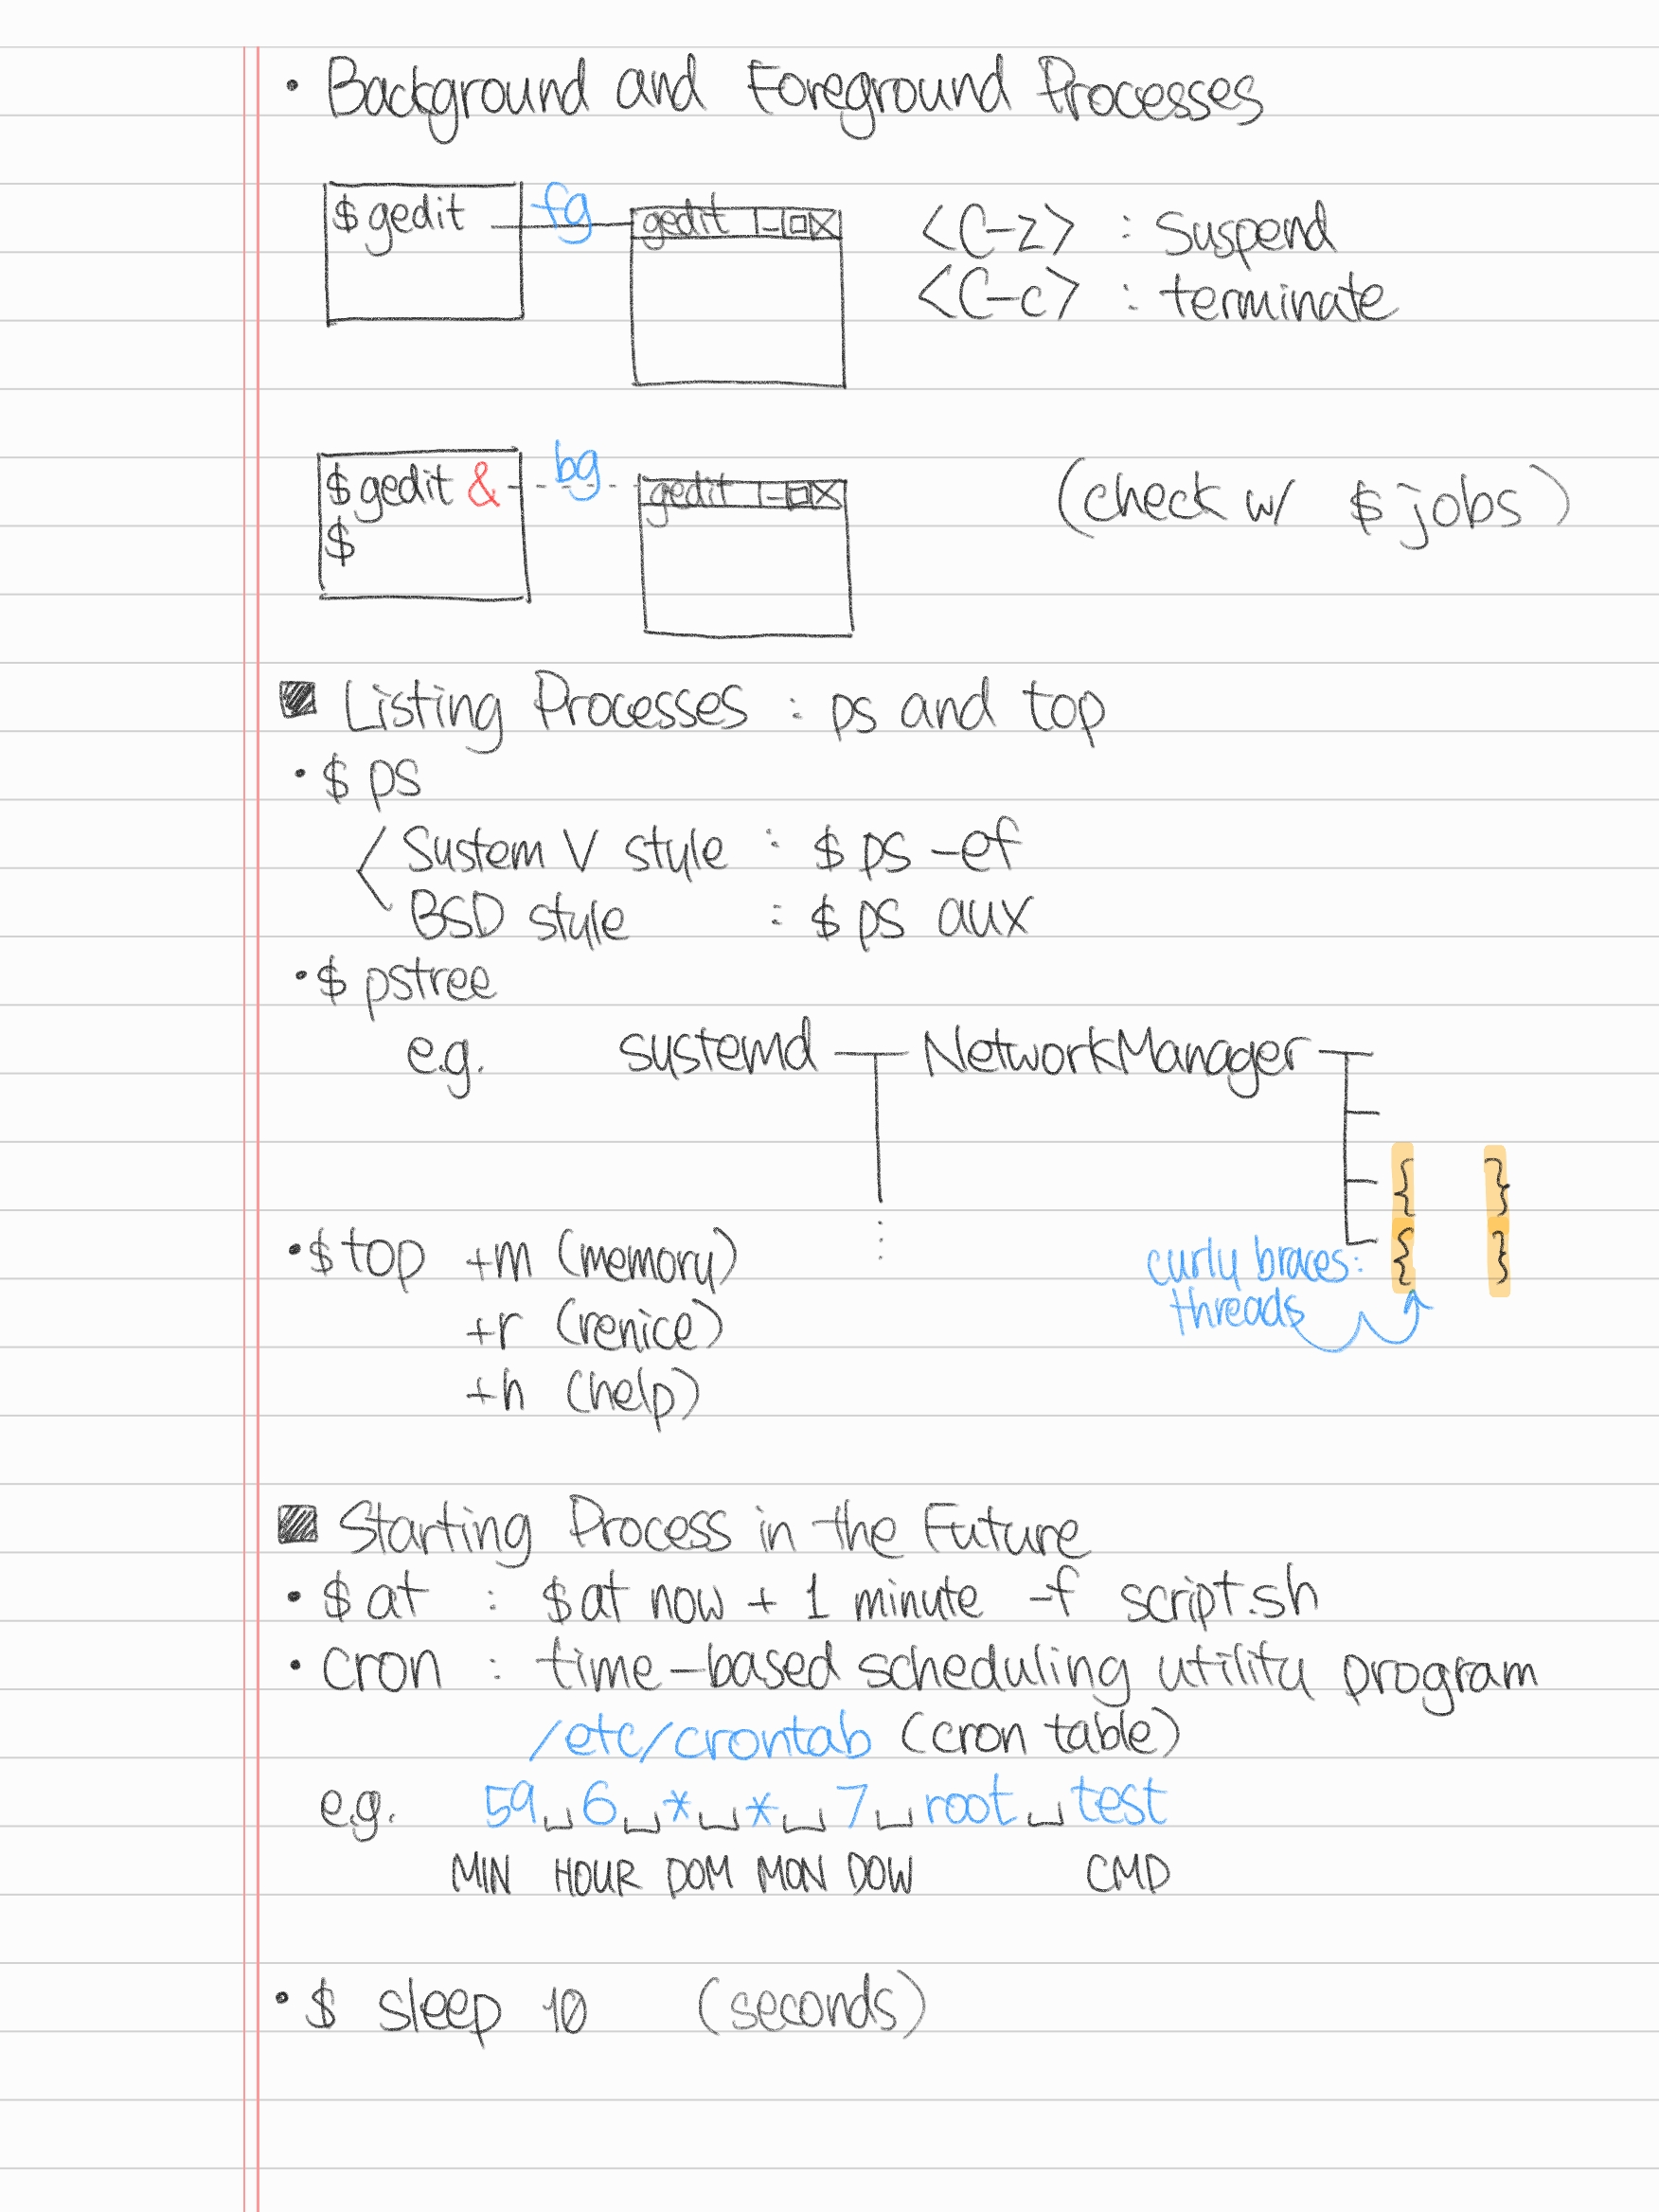 • Background and Foreground Processes
$ gedit fg gedit
<C-z> : Suspend
<C-c> : terminate
$ gedit & bg gedit
$
(check w/ $ jobs)
Listing Processes : ps and top
• $ ps
System V style : $ ps -ef
BSD style : $ ps aux
• $ pstree
e.g. systemd NetworkManager
{ }
{ }
curly braces:
threads
• $ top +m (memory)
+r (renice)
+h (help)
Starting Process in the Future
• $ at : $ at now + 1 minute -f script.sh
• cron : time-based scheduling utility program
/etc/crontab (cron table)
e.g. 59␣6␣*␣*␣7␣root␣test
MIN HOUR DOM MON DOW CMD
• $ sleep 10 (seconds)